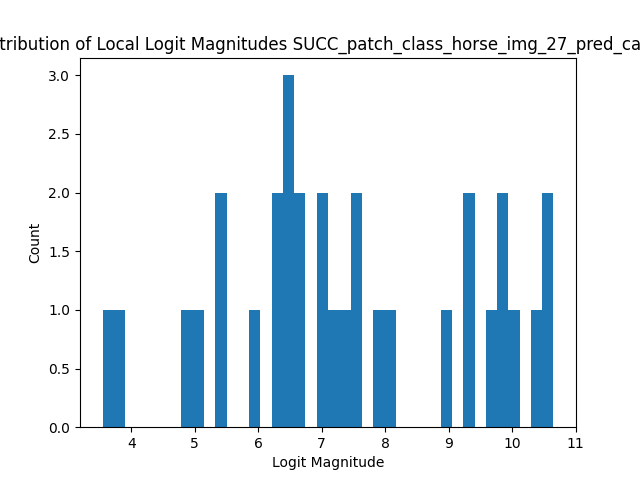 tribution of Local Logit Magnitudes SUCC_patch_class_horse_img_27_pred_ca
3.0
2.5
2.0
1.5
1.0
0.5
0.0
Count
4 5 6 7 8 9 10 11
Logit Magnitude